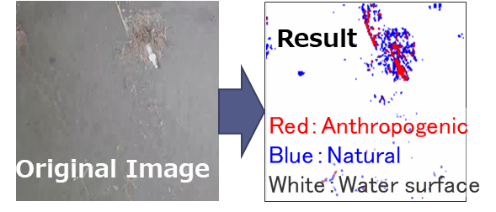 Original Image
Result
Red：Anthropogenic
Blue：Natural
White：Water surface